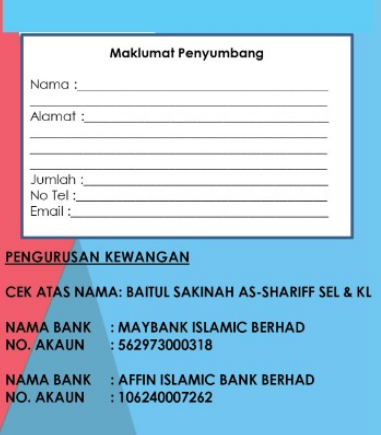 Maklumat Penyumbang
Nama :
Alamat :
Jumlah :
No Tel :
Email :
PENGURUSAN KEWANGAN
CEK ATAS NAMA: BAITUL SAKINAH AS-SHARIFF SEL & KL
NAMA BANK : MAYBANK ISLAMIC BERHAD
NO. AKAUN : 562973000318
NAMA BANK : AFFIN ISLAMIC BANK BERHAD
NO. AKAUN : 106240007262